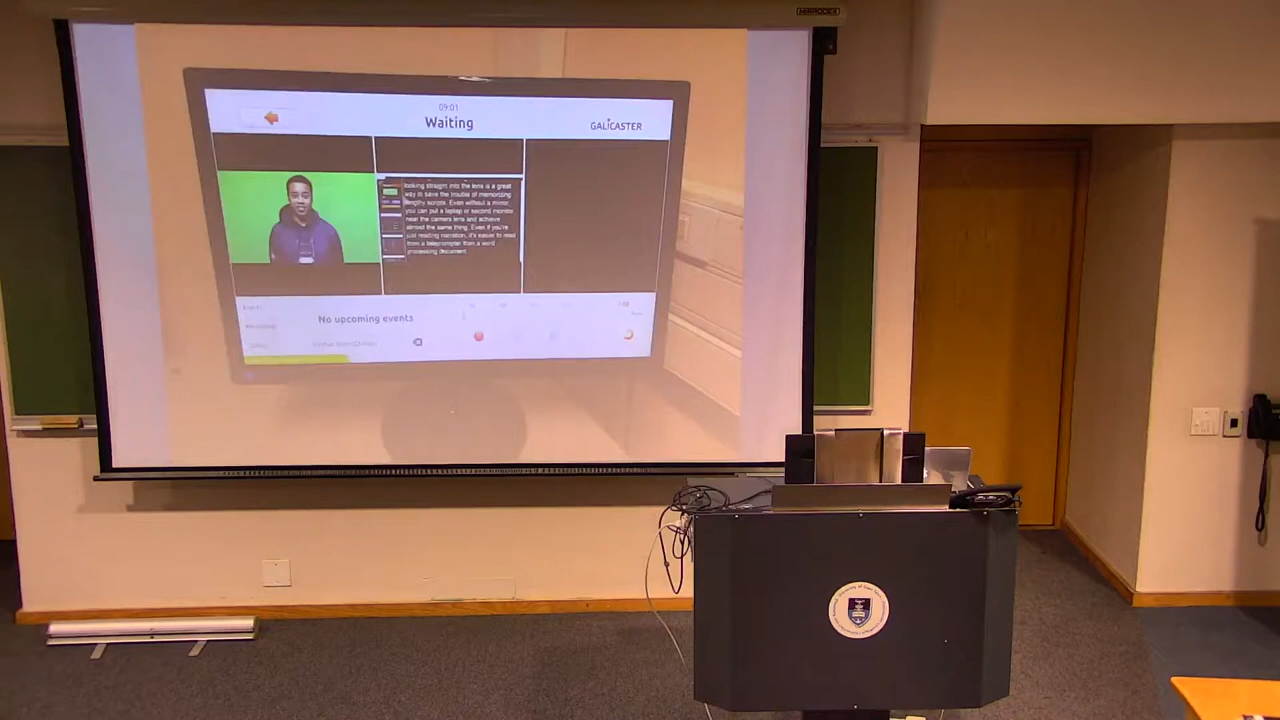 09:01
Waiting
GALICASTER
looking straight into the lens is a great
way to save the trouble of memorizing
lengthy scripts. Even without a mirror
you can put a laptop or second monitor
near the camera lens and achieve
almost the same thing. Even if you're
just reading narration, it's easier to read
from a teleprompter than a word
processing document.
No upcoming events